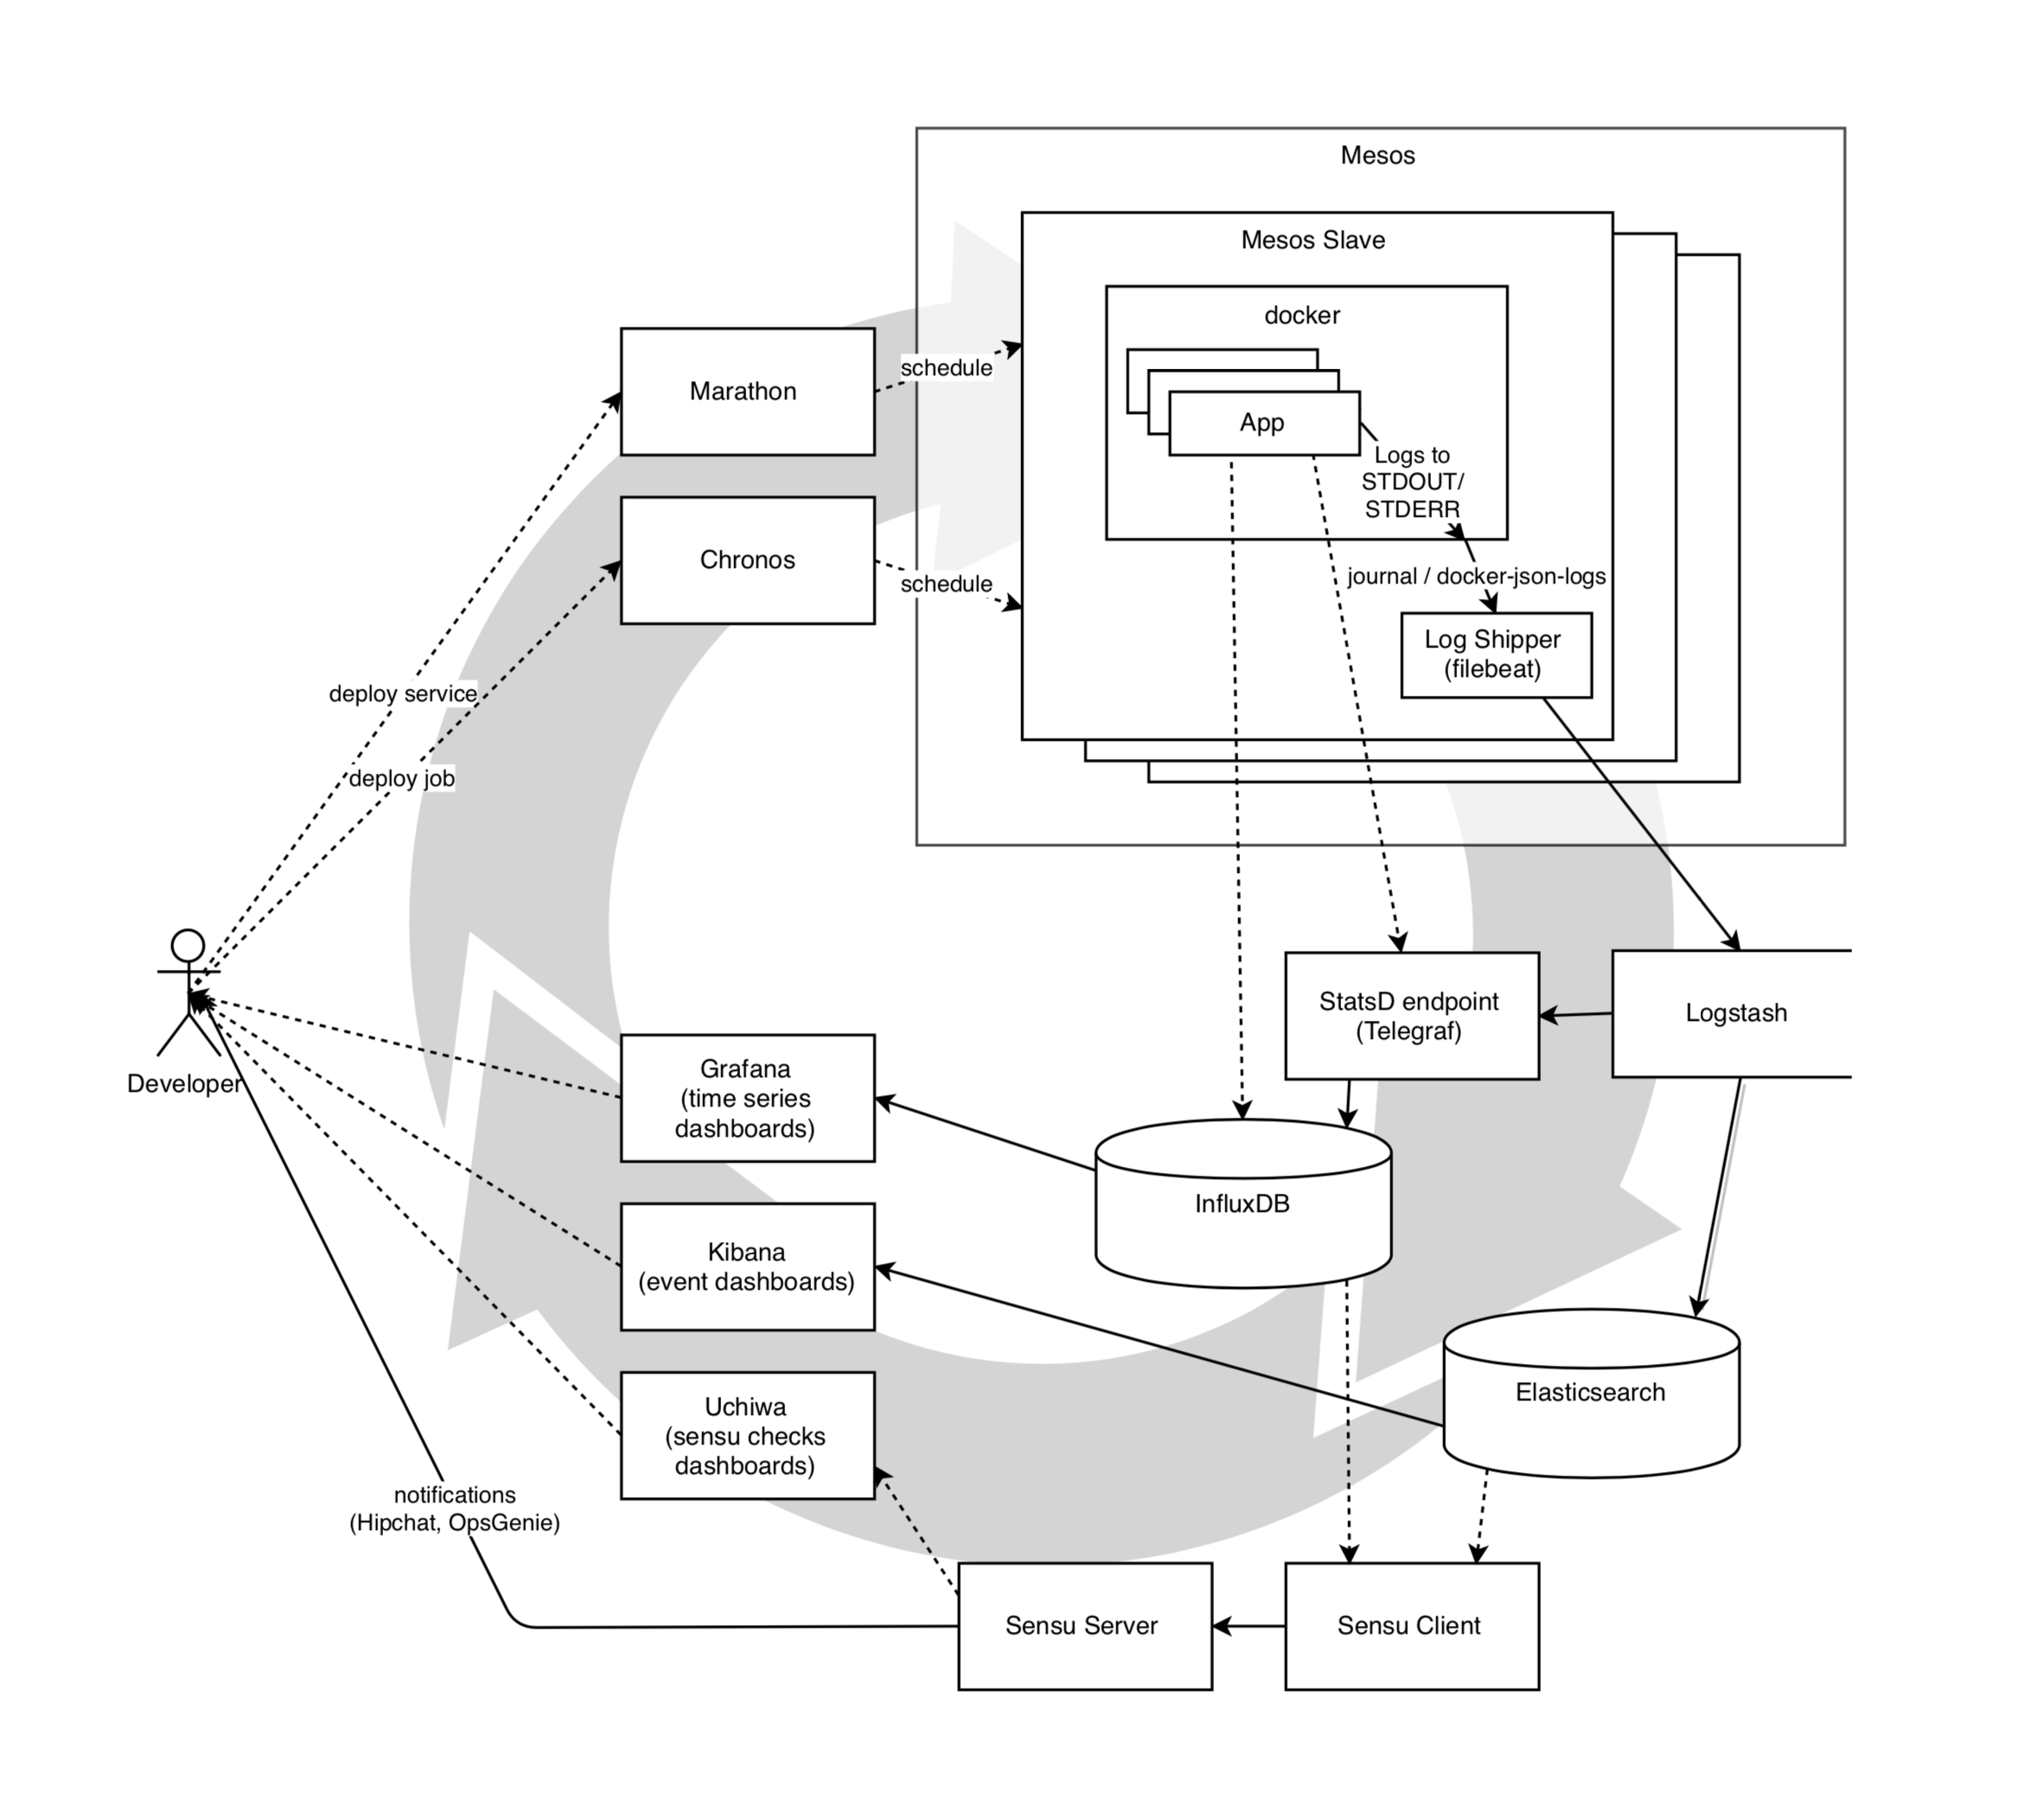 Mesos
Mesos Slave
docker
App
Logs to
STDOUT/
STDERR
journal / docker-json-logs
Log Shipper
(filebeat)
Marathon
schedule
Chronos
schedule
deploy service
deploy job
Developer
StatsD endpoint
(Telegraf)
Logstash
Grafana
(time series
dashboards)
InfluxDB
Kibana
(event dashboards)
Elasticsearch
Uchiwa
(sensu checks
dashboards)
notifications
(Hipchat, OpsGenie)
Sensu Server
Sensu Client